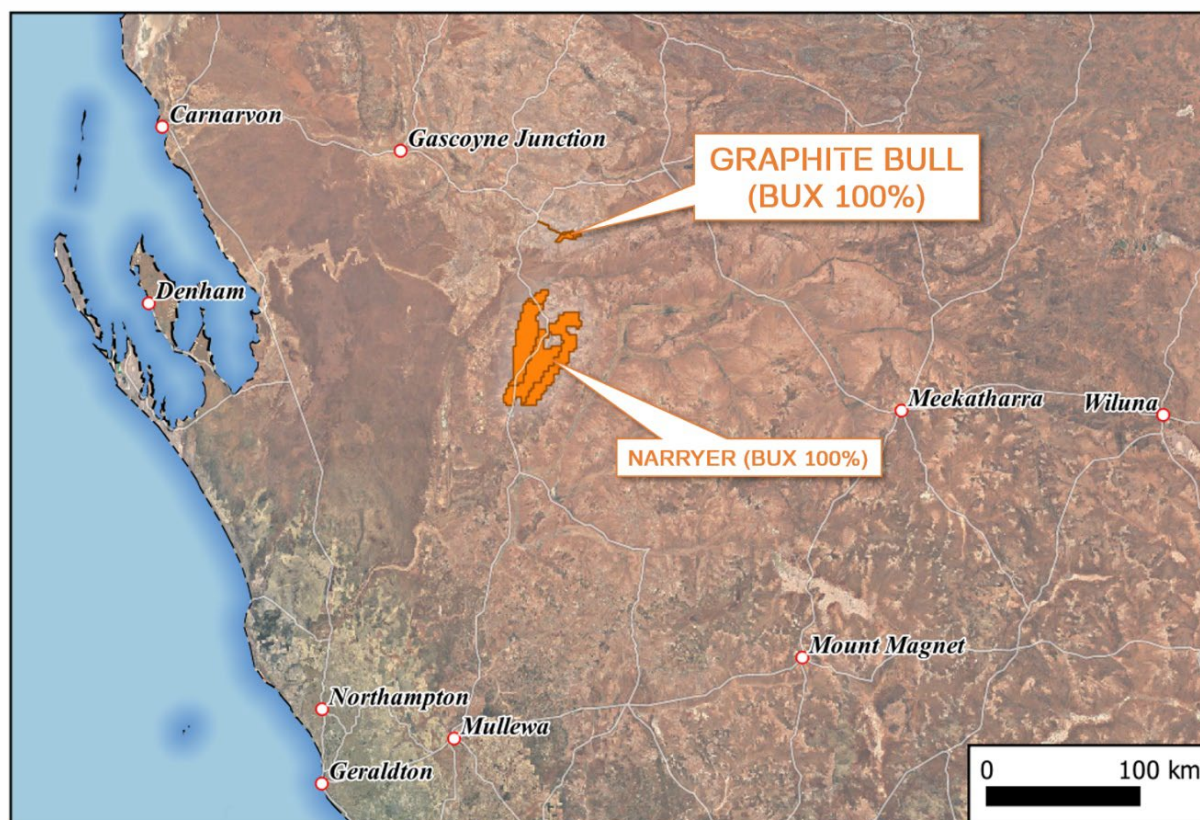 Carnarvon
Gascoyne Junction
GRAPHITE BULL
(BUX 100%)
Denham
Meekatharra
Wiluna
NARRYER (BUX 100%)
Mount Magnet
Northampton
Mullewa
Geraldton
0 100 km